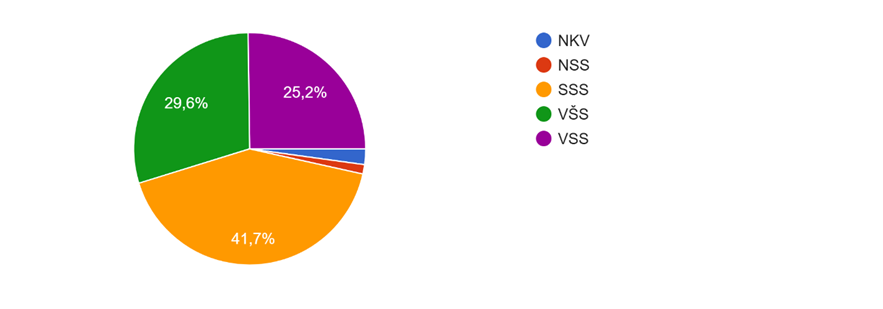 29,6%
25,2%
41,7%
NKV
NSS
SSS
VŠS
VSS